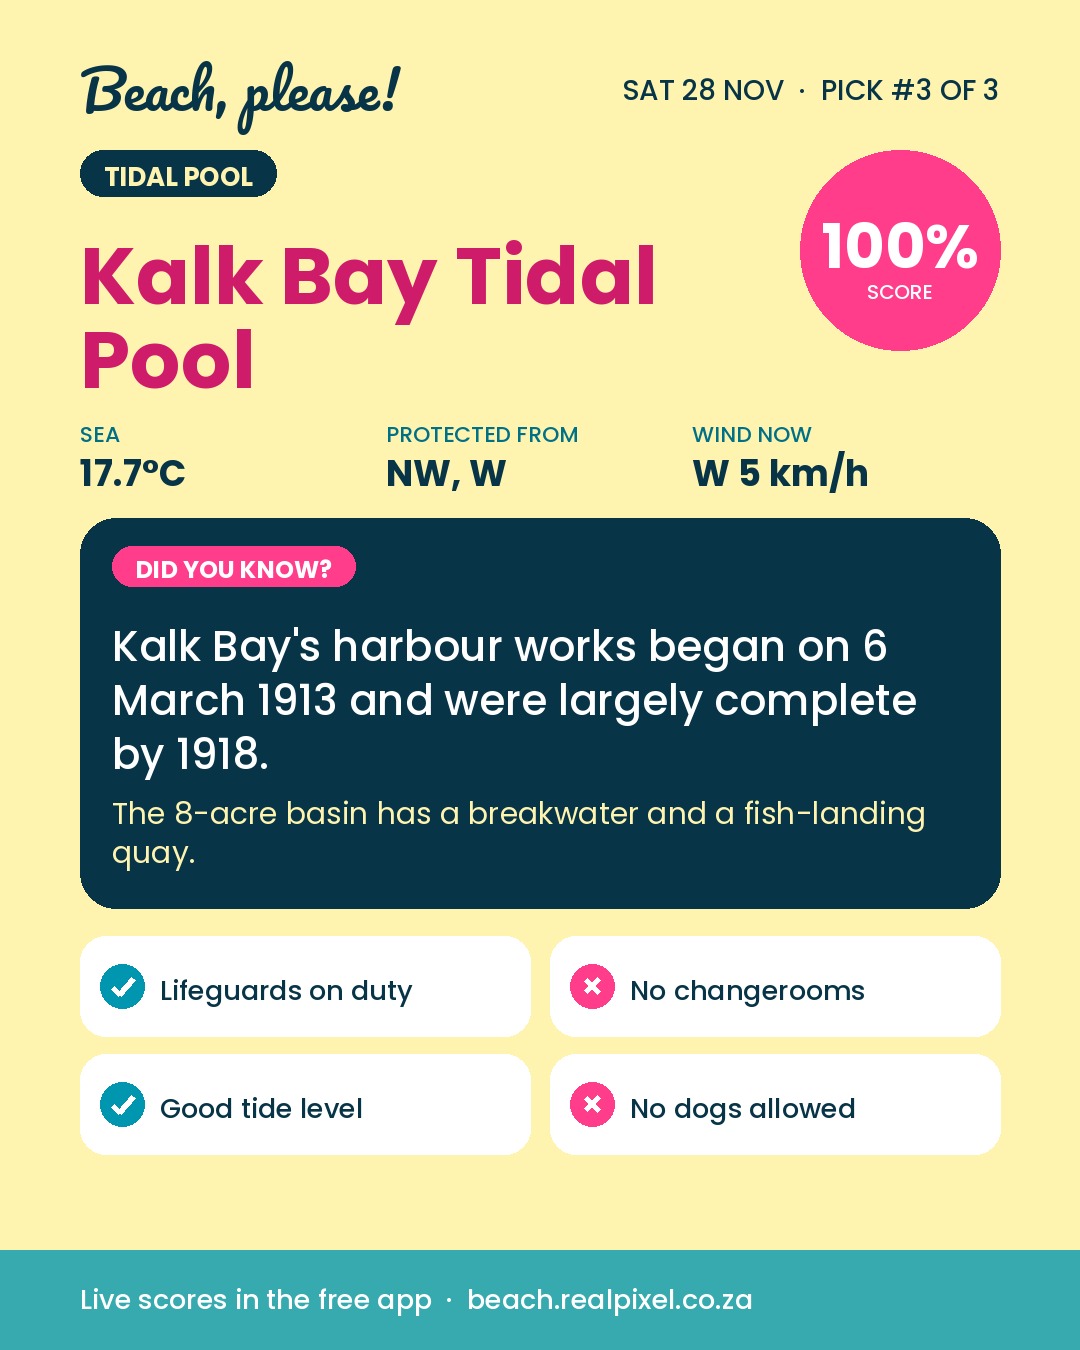 Beach, please!
SAT 28 NOV · PICK #3 OF 3
TIDAL POOL
Kalk Bay Tidal
Pool
100%
SCORE
SEA
17.7°C
PROTECTED FROM
NW, W
WIND NOW
W 5 km/h
DID YOU KNOW?
Kalk Bay's harbour works began on 6
March 1913 and were largely complete
by 1918.
The 8-acre basin has a breakwater and a fish-landing
quay.
Lifeguards on duty
No changerooms
Good tide level
No dogs allowed
Live scores in the free app · beach.realpixel.co.za